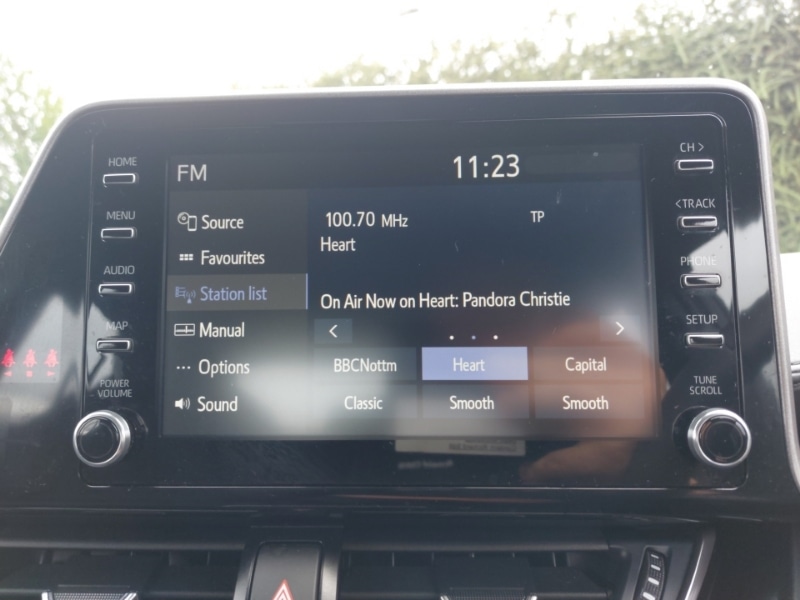 HOME
MENU
AUDIO
MAP
POWER
VOLUME
FM
11:23
Source
Favourites
Station list
Manual
Options
Sound
100.70 MHz
TP
Heart
On Air Now on Heart: Pandora Christie
<
>
BBCNottm
Heart
Capital
Classic
Smooth
Smooth
CH >
< TRACK
PHONE
SETUP
TUNE
SCROLL